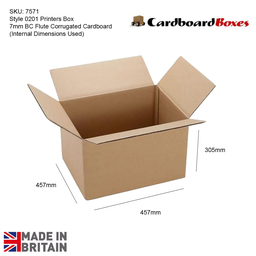 SKU: 7571
Style 0201 Printers Box
7mm BC Flute Corrugated Cardboard
(Internal Dimensions Used)
CardboardBoxes
305mm
457mm
457mm
MADE IN
BRITAIN